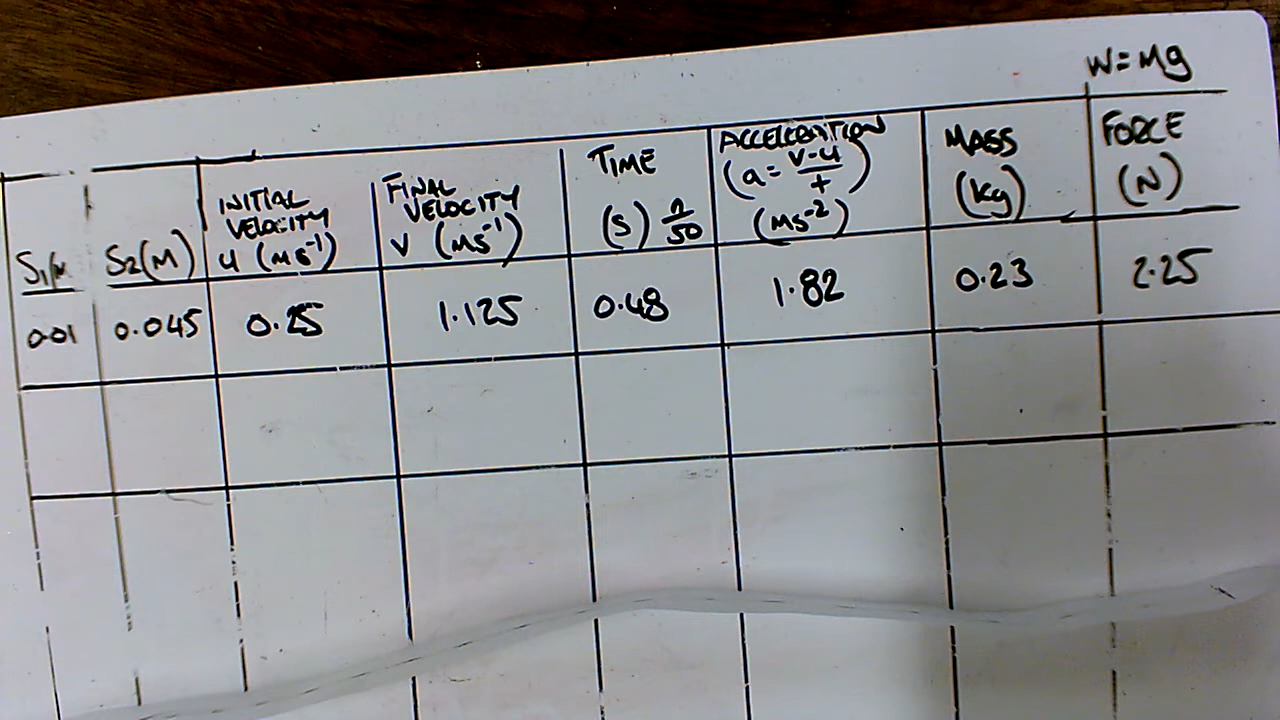 W=Mg
S1(M
S2(M)
INITIAL
VELOCITY
u (Ms⁻¹)
FINAL
VELOCITY
V (Ms⁻¹)
TIME
(S) n/50
ACCELERATION
(a= V-u/t)
(Ms⁻²)
MASS
(Kg)
FORCE
(N)
0.01 0.045 0.25 1.125 0.48 1.82 0.23 2.25